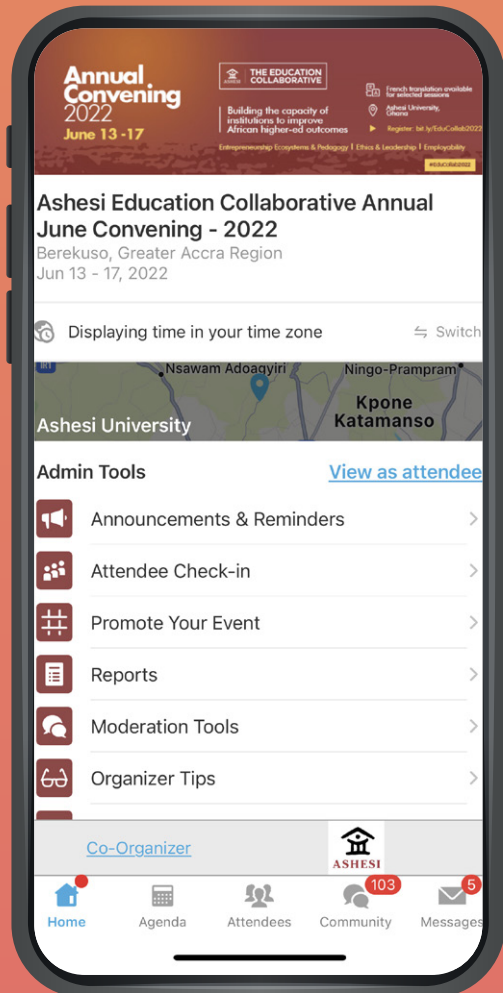 Annual
Convening
2022
June 13 -17
ASHESI
THE EDUCATION
COLLABORATIVE
Building the capacity of
institutions to improve
African higher-ed outcomes
French translation available
for selected sessions
Ashesi University,
Ghana
Register: bit.ly/EduCollab2022
Entrepreneurship Ecosystems & Pedagogy | Ethics & Leadership | Employability
#EduCollab2022
Ashesi Education Collaborative Annual
June Convening - 2022
Berekuso, Greater Accra Region
Jun 13 - 17, 2022
Displaying time in your time zone
Switch
IR1
Nsawam Adoagyiri
Ningo-Prampram
Kpone
Katamanso
Ashesi University
Admin Tools
View as attendee
Announcements & Reminders
Attendee Check-in
Promote Your Event
Reports
Moderation Tools
Organizer Tips
Co-Organizer
ASHESI
103
5
Home
Agenda
Attendees
Community
Messages